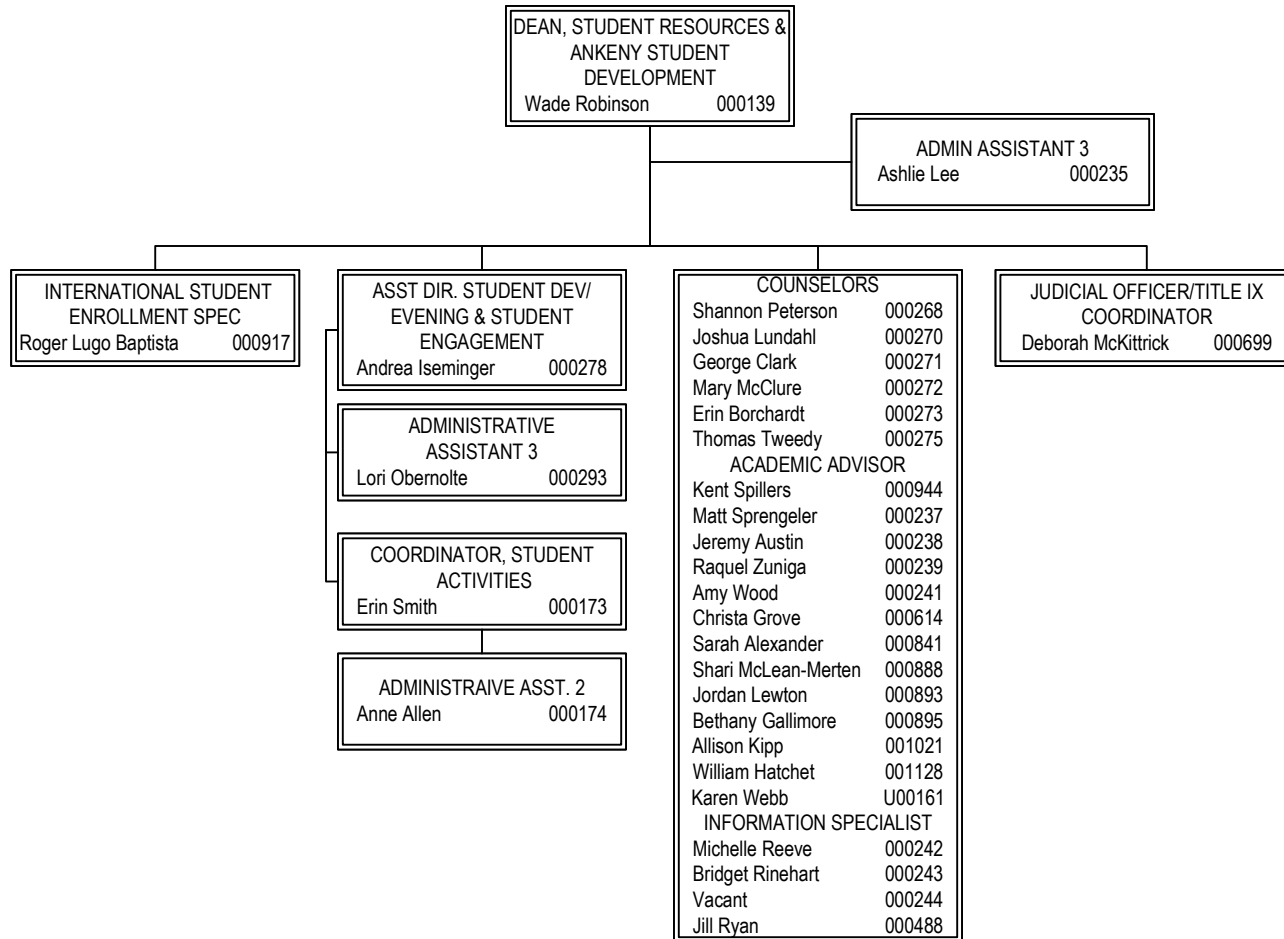 DEAN, STUDENT RESOURCES &
ANKENY STUDENT
DEVELOPMENT
Wade Robinson 000139
ADMIN ASSISTANT 3
Ashlie Lee 000235
INTERNATIONAL STUDENT
ENROLLMENT SPEC
Roger Lugo Baptista 000917
ASST DIR. STUDENT DEV/
EVENING & STUDENT
ENGAGEMENT
Andrea Iseminger 000278
ADMINISTRATIVE
ASSISTANT 3
Lori Obernolte 000293
COORDINATOR, STUDENT
ACTIVITIES
Erin Smith 000173
ADMINISTRAIVE ASST. 2
Anne Allen 000174
COUNSELORS
Shannon Peterson 000268
Joshua Lundahl 000270
George Clark 000271
Mary McClure 000272
Erin Borchardt 000273
Thomas Tweedy 000275
ACADEMIC ADVISOR
Kent Spillers 000944
Matt Sprengeler 000237
Jeremy Austin 000238
Raquel Zuniga 000239
Amy Wood 000241
Christa Grove 000614
Sarah Alexander 000841
Shari McLean-Merten 000888
Jordan Lewton 000893
Bethany Gallimore 000895
Allison Kipp 001021
William Hatchet 001128
Karen Webb U00161
INFORMATION SPECIALIST
Michelle Reeve 000242
Bridget Rinehart 000243
Vacant 000244
Jill Ryan 000488
JUDICIAL OFFICER/TITLE IX
COORDINATOR
Deborah McKittrick 000699